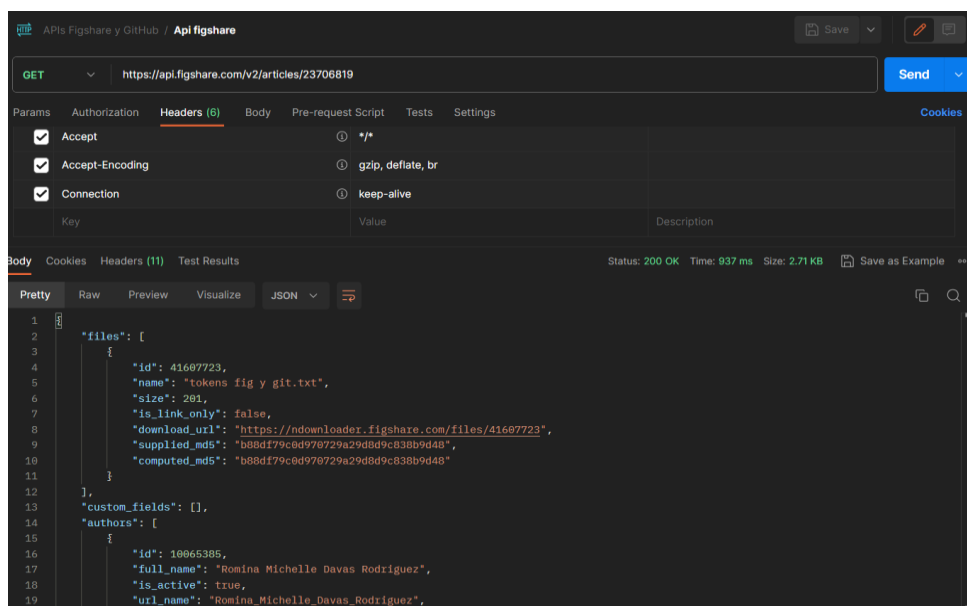 HTTP APIs Figshare y GitHub / Api figshare Save
GET https://api.figshare.com/v2/articles/23706819 Send
Params Authorization Headers (6) Body Pre-request Script Tests Settings Cookies
Accept */*
Accept-Encoding gzip, deflate, br
Connection keep-alive
Key Value Description
Body Cookies Headers (11) Test Results Status: 200 OK Time: 937 ms Size: 2.71 KB Save as Example
Pretty Raw Preview Visualize JSON
1 {
2 "files": [
3 {
4 "id": 41607723,
5 "name": "tokens fig y git.txt",
6 "size": 201,
7 "is_link_only": false,
8 "download_url": "https://ndownloader.figshare.com/files/41607723",
9 "supplied_md5": "b88df79c0d970729a29d8d9c838b9d48",
10 "computed_md5": "b88df79c0d970729a29d8d9c838b9d48"
11 }
12 ],
13 "custom_fields": [],
14 "authors": [
15 {
16 "id": 10065385,
17 "full_name": "Romina Michelle Davas Rodriguez",
18 "is_active": true,
19 "url_name": "Romina_Michelle_Davas_Rodriguez",